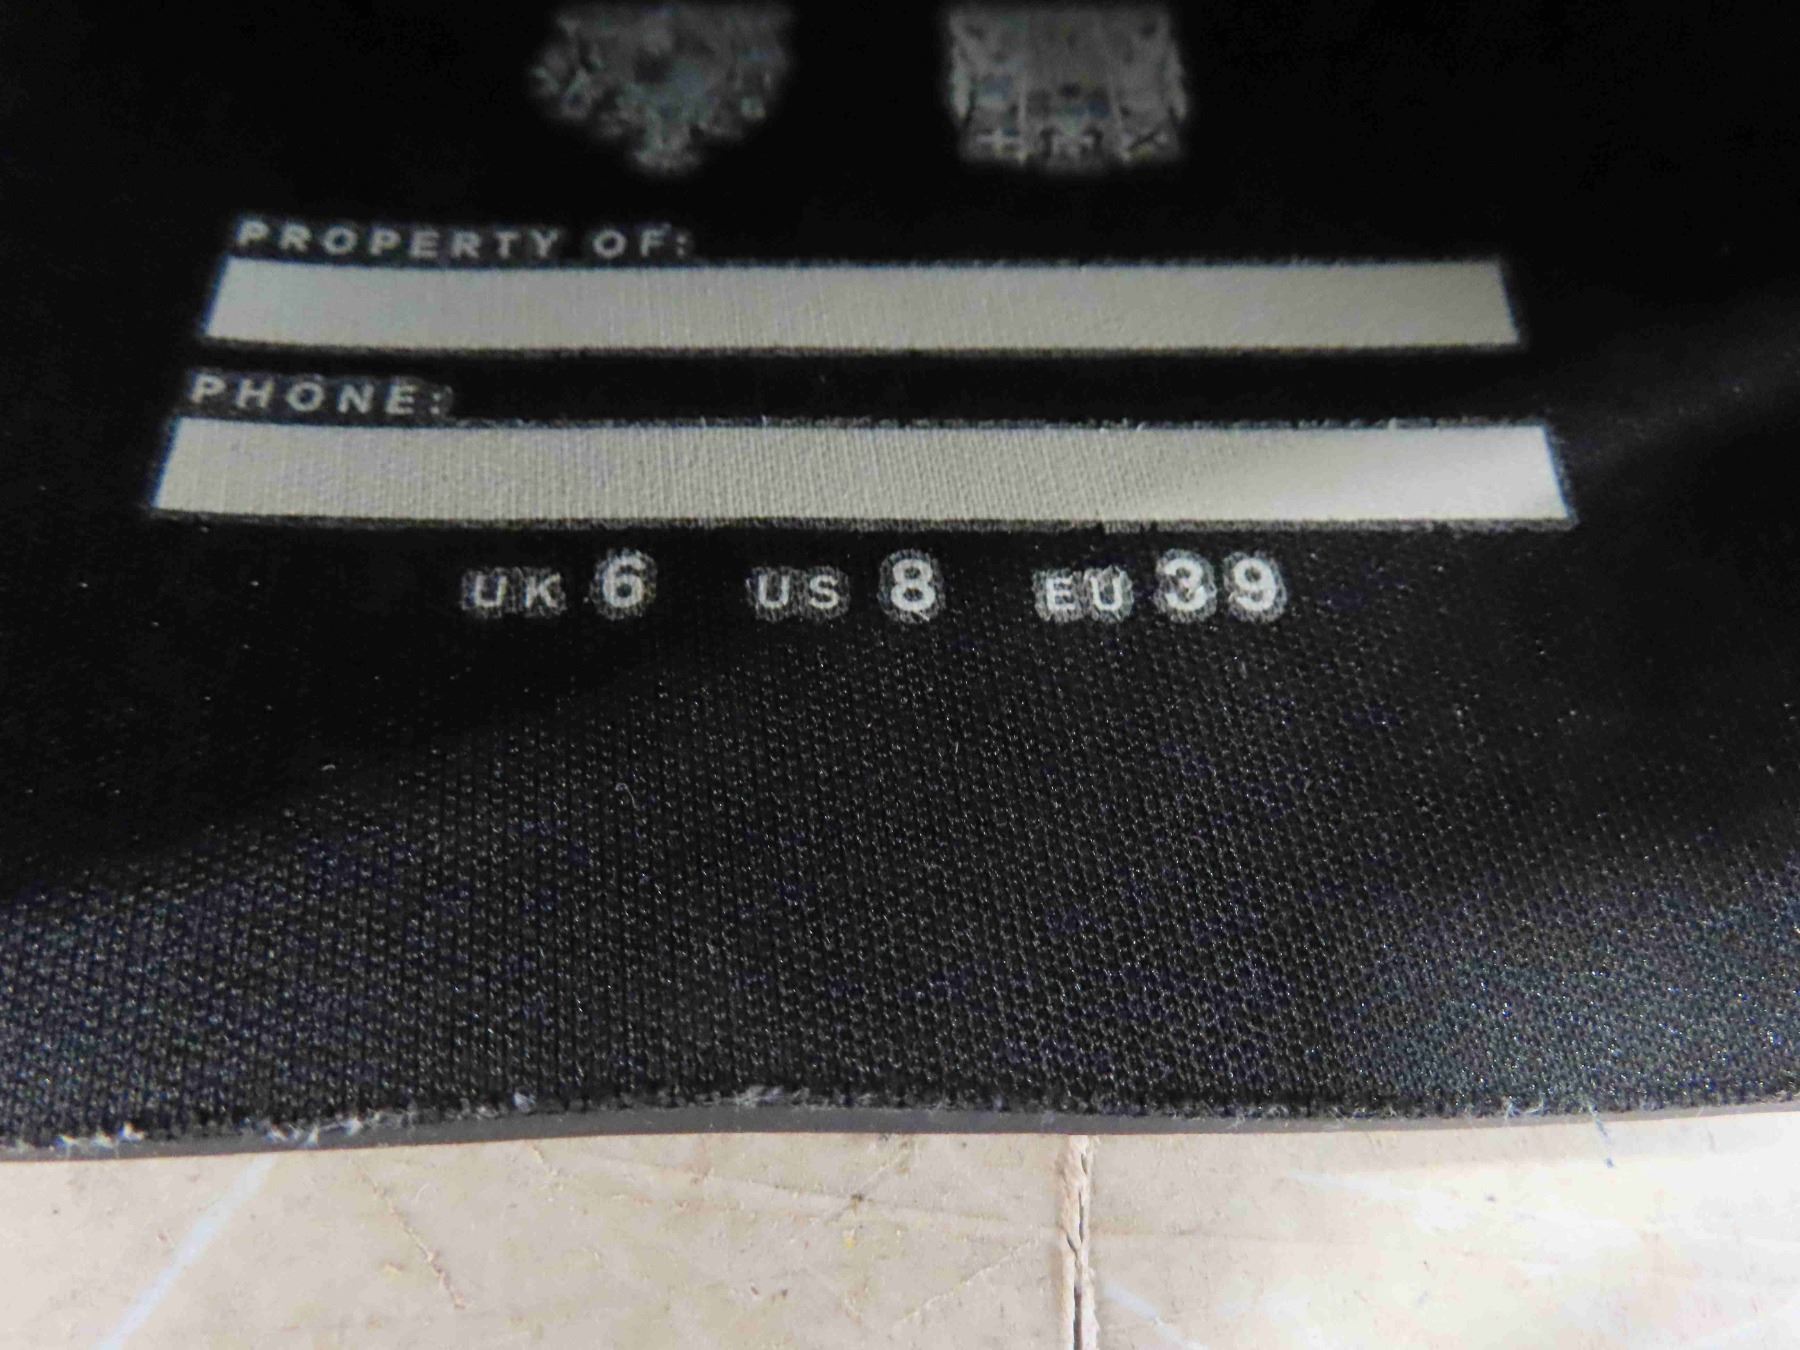 PROPERTY OF:
PHONE:
UK 6 US 8 EU 39